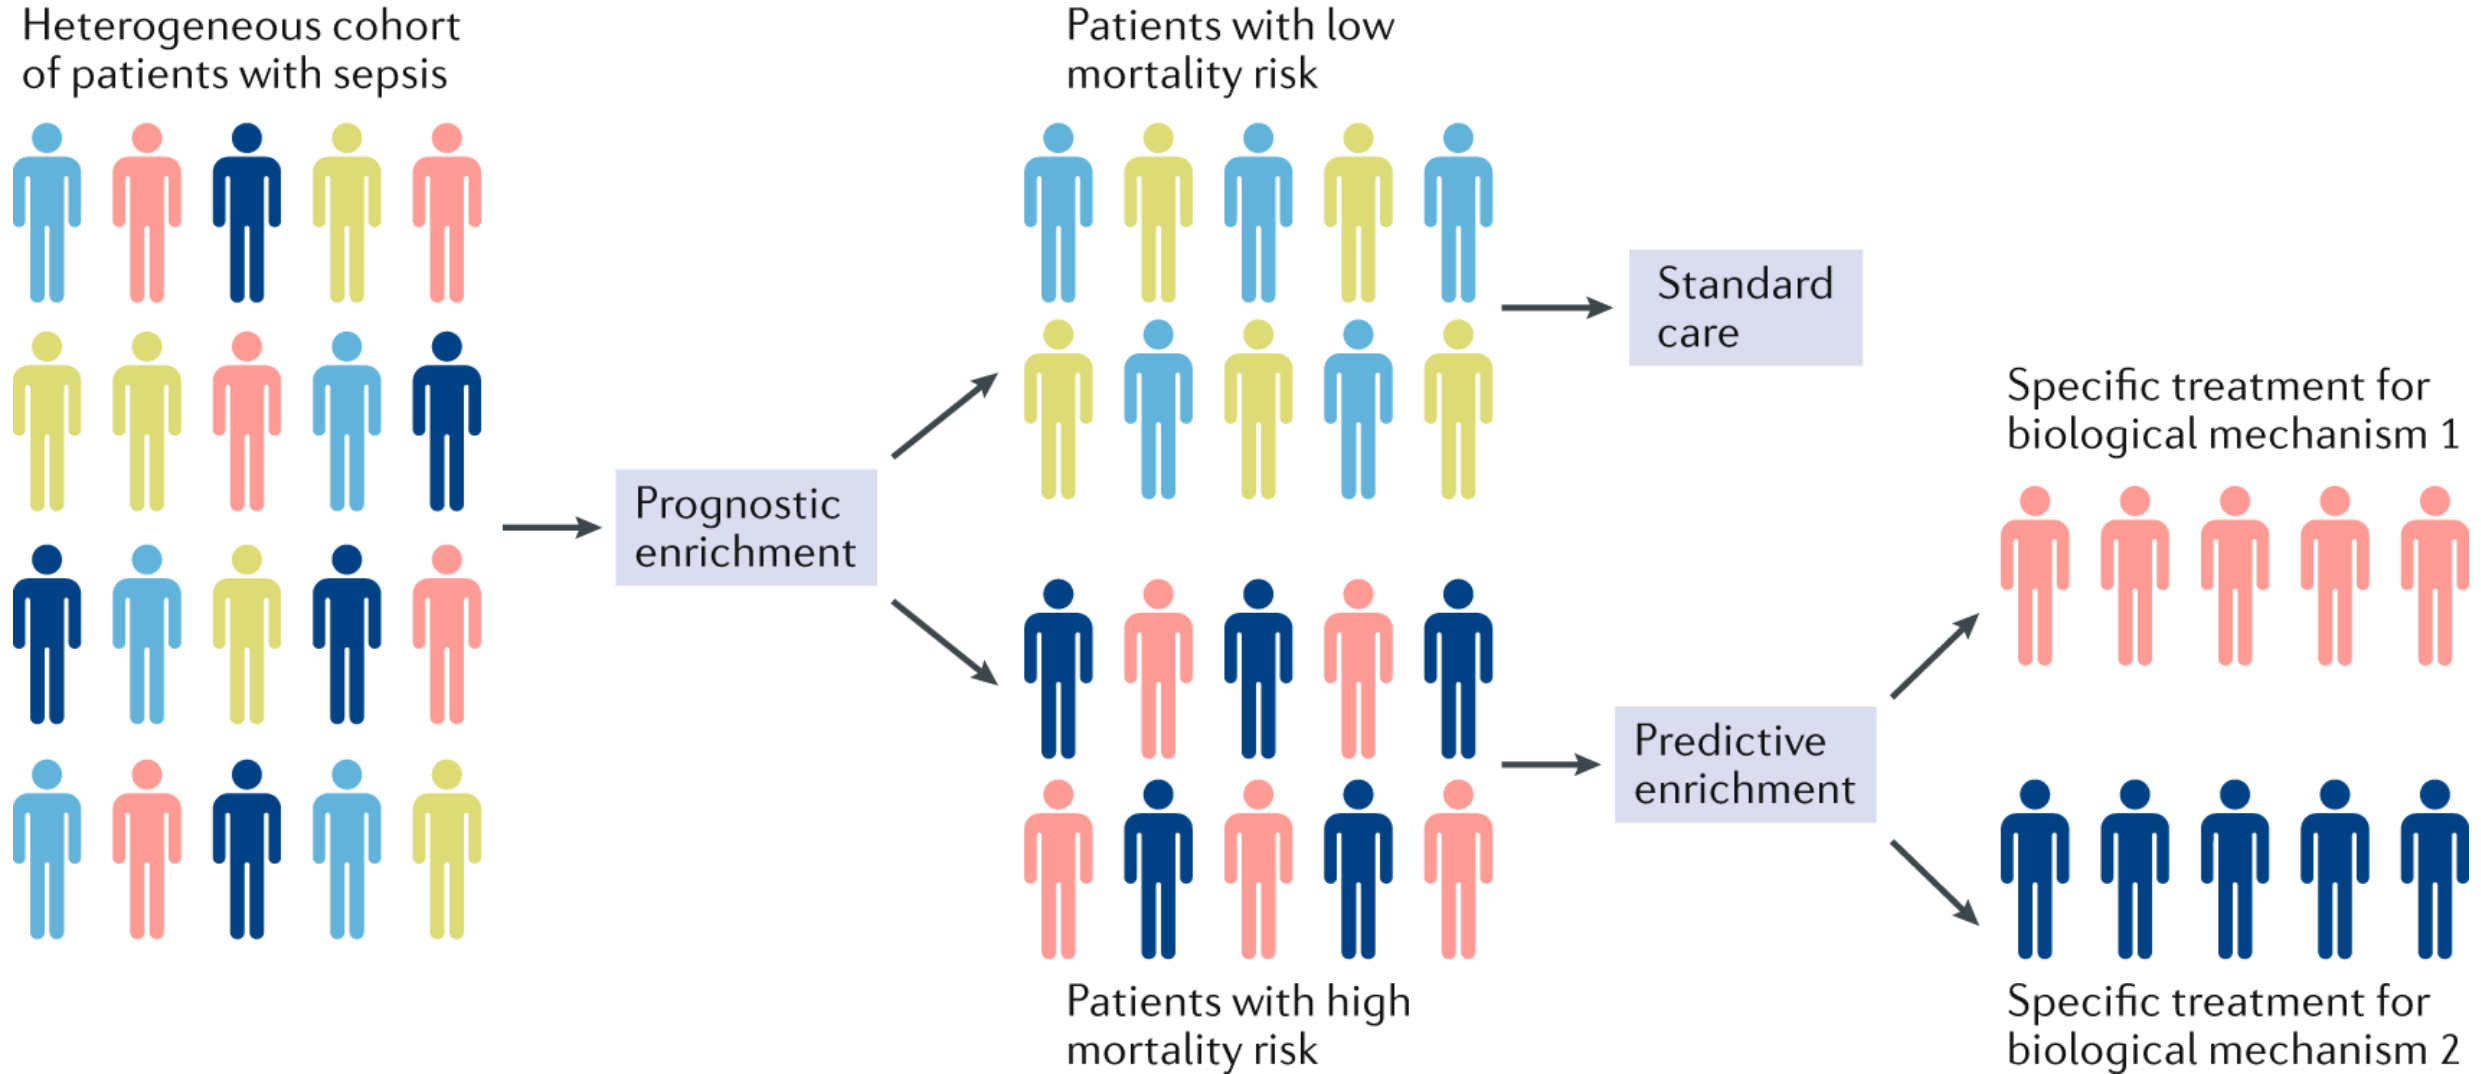 Heterogeneous cohort
of patients with sepsis
Prognostic
enrichment
Patients with low
mortality risk
Standard
care
Patients with high
mortality risk
Predictive
enrichment
Specific treatment for
biological mechanism 1
Specific treatment for
biological mechanism 2